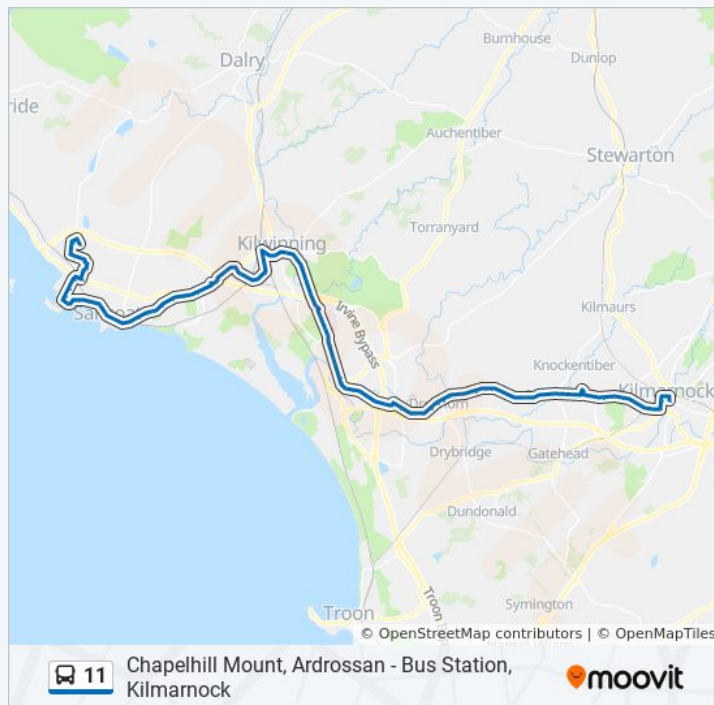 Burnhouse
Dunlop
Dalry
ride
Auchentiber
Stewarton
Torranyard
Kilwinning
Kilmaurs
Irvine Bypass
Knockentiber
Kilmarnock
Drybridge
Gatehead
Dundonald
Symington
Troon
© OpenStreetMap contributors | © OpenMapTiles
11
Chapelhill Mount, Ardrossan - Bus Station,
Kilmarnock
moovit